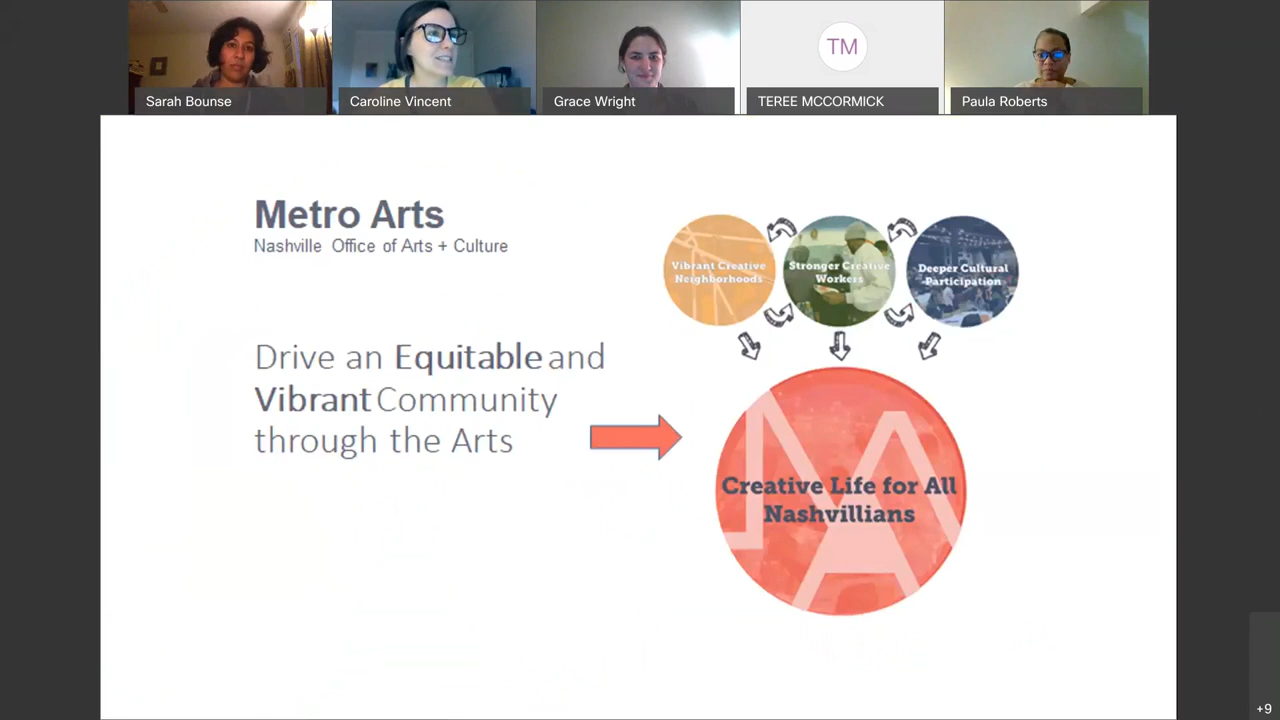 Sarah Bounse
Caroline Vincent
Grace Wright
TM
TEREE MCCORMICK
Paula Roberts
Metro Arts
Nashville Office of Arts + Culture
Vibrant Creative
Neighborhoods
Stronger Creative
Workers
Deeper Cultural
Participation
Drive an Equitable and
Vibrant Community
through the Arts
Creative Life for All
Nashvillians
+9